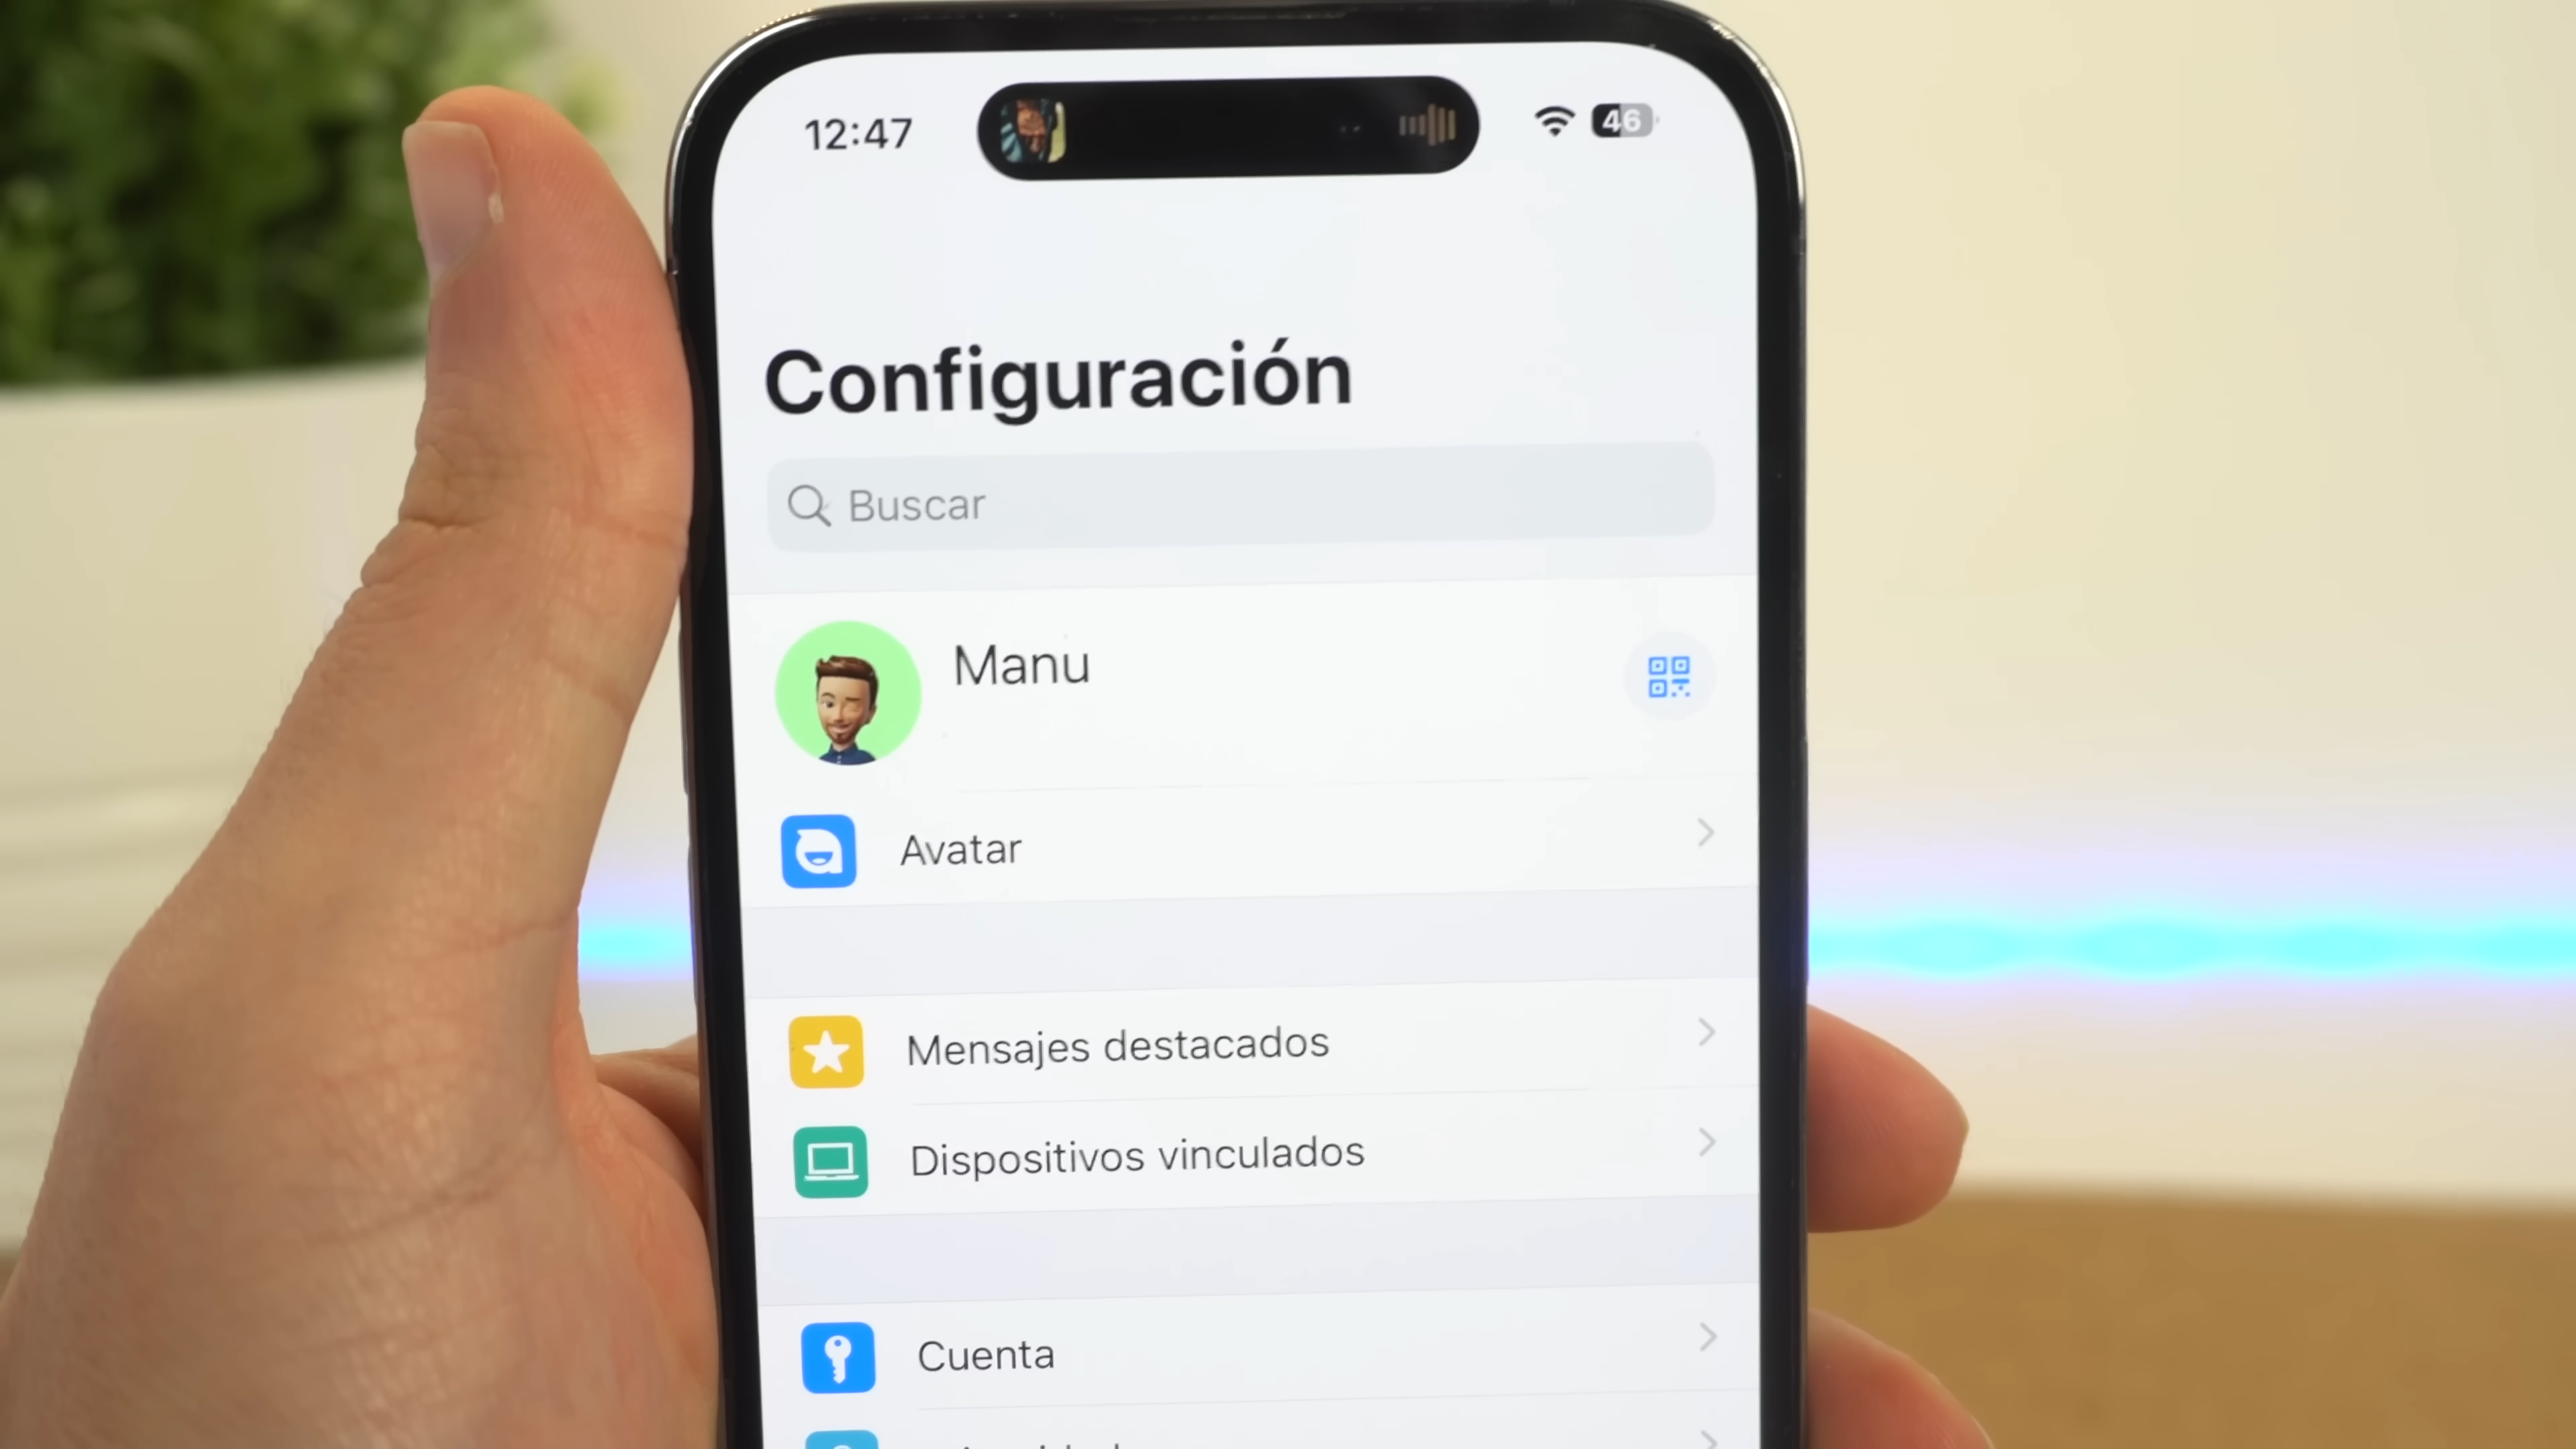 12:47
46
Configuración
Buscar
Manu
Avatar
Mensajes destacados
Dispositivos vinculados
Cuenta